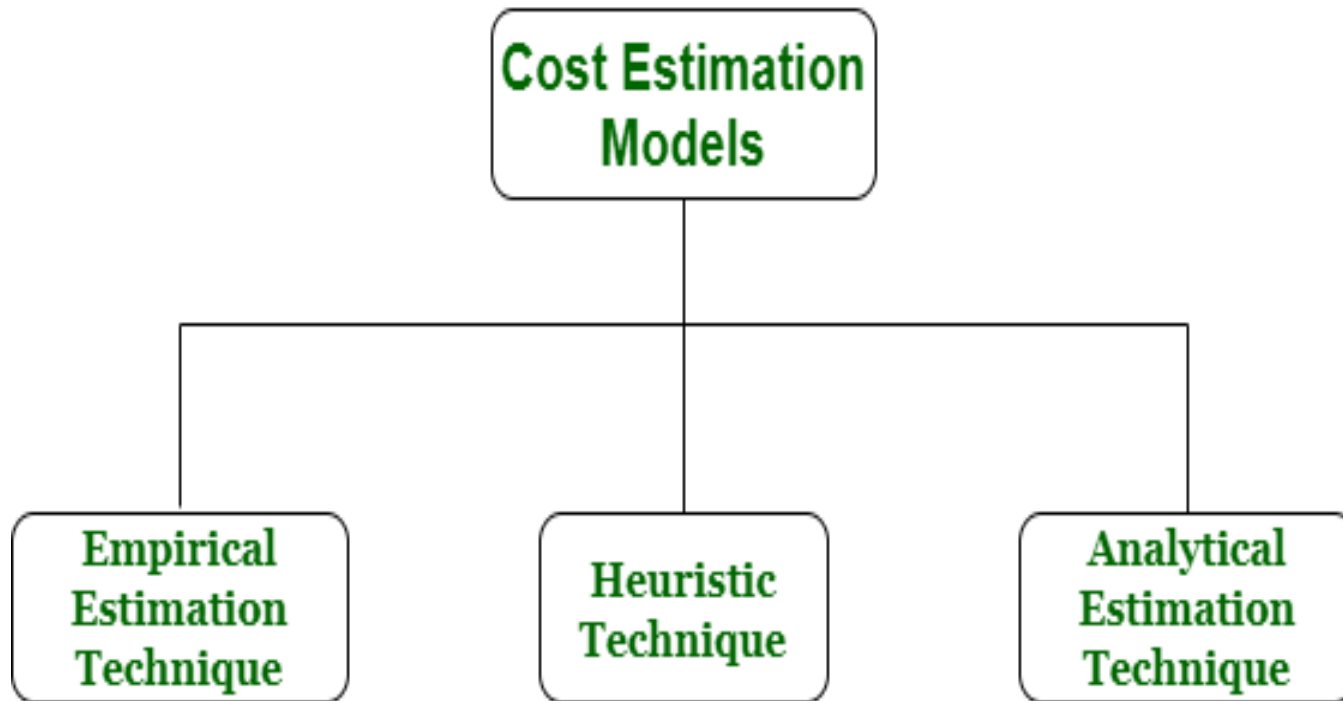 Cost Estimation
Models
Empirical
Estimation
Technique
Heuristic
Technique
Analytical
Estimation
Technique